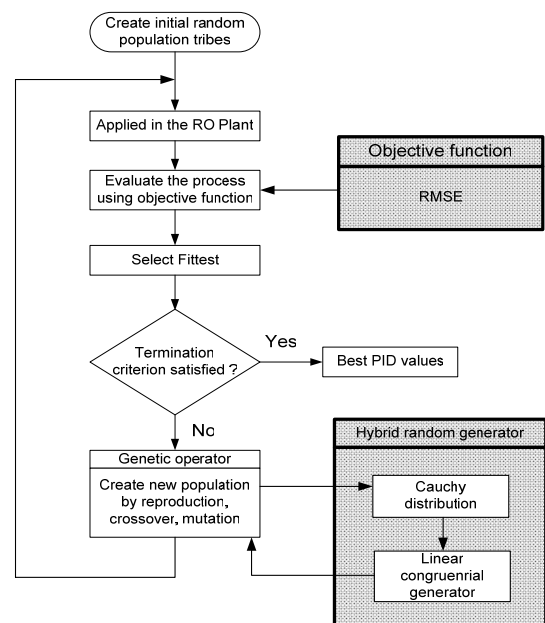 Create initial random
population tribes
Applied in the RO Plant
Evaluate the process
using objective function
Objective function
RMSE
Select Fittest
Termination
criterion satisfied ?
Yes
Best PID values
No
Genetic operator
Create new population
by reproduction,
crossover, mutation
Hybrid random generator
Cauchy
distribution
Linear
congruenrial
generator